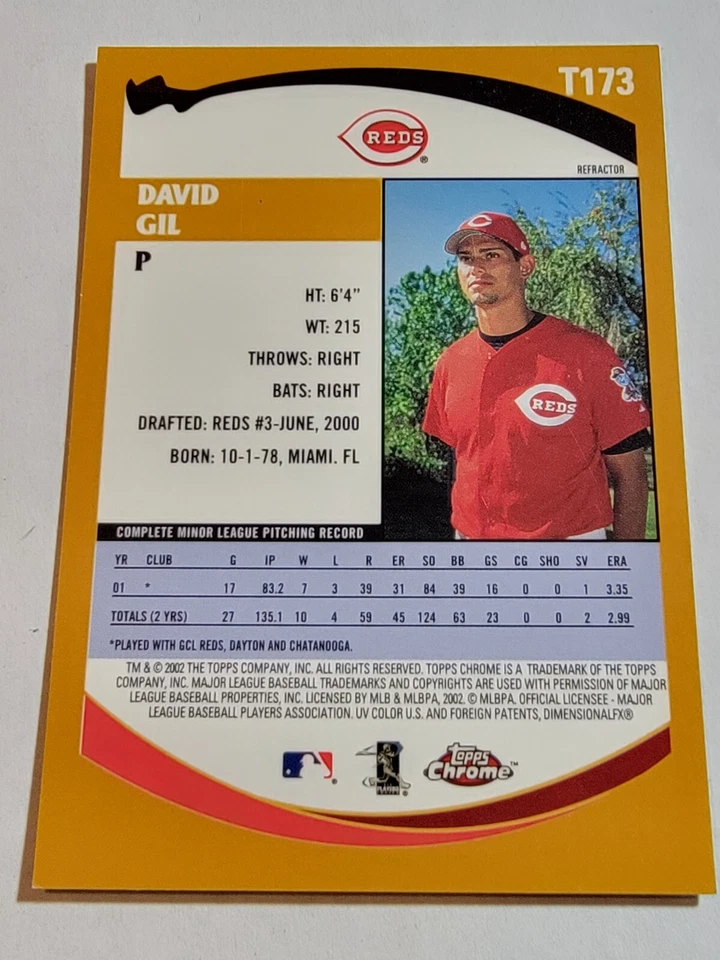 T173
REDS®
REFRACTOR
DAVID
GIL
P
HT: 6'4"
WT: 215
THROWS: RIGHT
BATS: RIGHT
DRAFTED: REDS #3-JUNE, 2000
BORN: 10-1-78, MIAMI. FL
REDS
COMPLETE MINOR LEAGUE PITCHING RECORD
YR CLUB G IP W L R ER SO BB GS CG SHO SV ERA
01 * 17 83.2 7 3 39 31 84 39 16 0 0 1 3.35
TOTALS (2 YRS) 27 135.1 10 4 59 45 124 63 23 0 0 2 2.99
*PLAYED WITH GCL REDS, DAYTON AND CHATANOOGA.
TM & © 2002 THE TOPPS COMPANY, INC. ALL RIGHTS RESERVED. TOPPS CHROME IS A TRADEMARK OF THE TOPPS
COMPANY, INC. MAJOR LEAGUE BASEBALL TRADEMARKS AND COPYRIGHTS ARE USED WITH PERMISSION OF MAJOR
LEAGUE BASEBALL PROPERTIES, INC. LICENSED BY MLB & MLBPA, 2002. © MLBPA. OFFICIAL LICENSEE - MAJOR
LEAGUE BASEBALL PLAYERS ASSOCIATION. UV COLOR U.S. AND FOREIGN PATENTS, DIMENSIONALFX®
PLAYERS
Topps
Chrome™